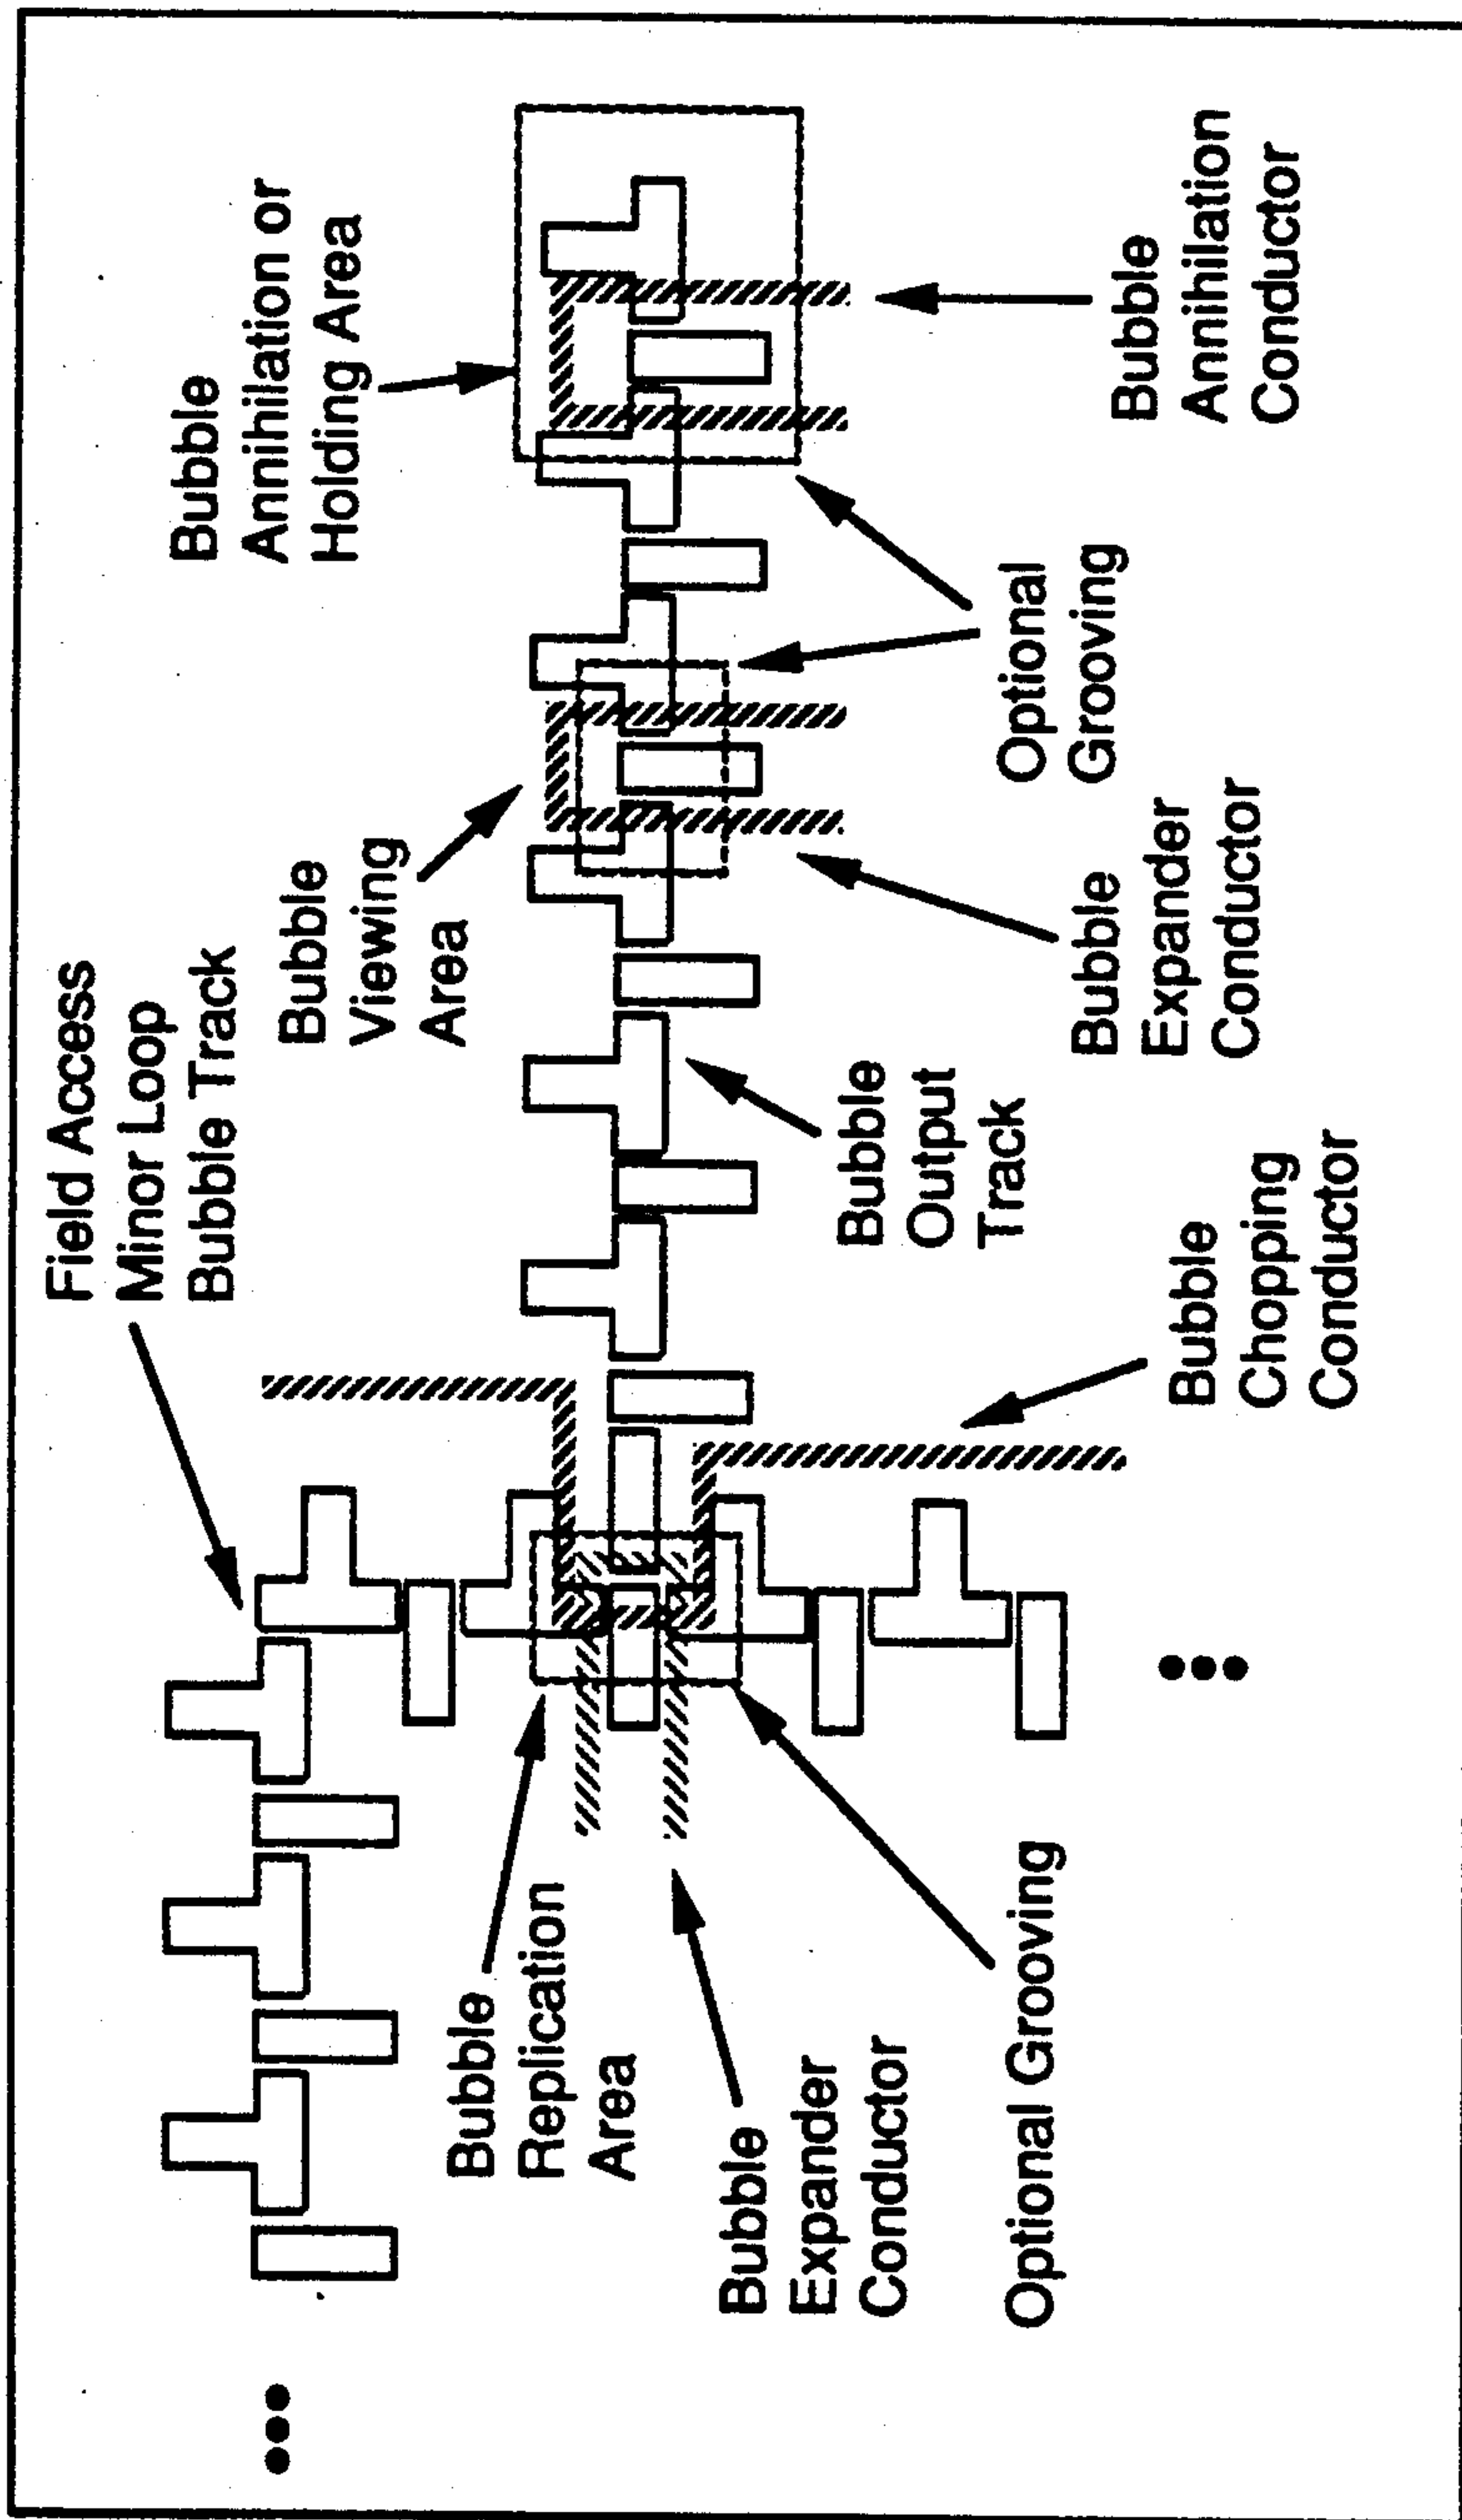 Field Access
Minor Loop
Bubble Track
Bubble
Annihilation or
Holding Area
Bubble
Viewing
Area
Bubble
Replication
Area
Bubble
Expander
Conductor
Optional Grooving
Bubble
Chopping
Conductor
Bubble
Output
Track
Bubble
Expander
Conductor
Optional
Grooving
Bubble
Annihilation
Conductor